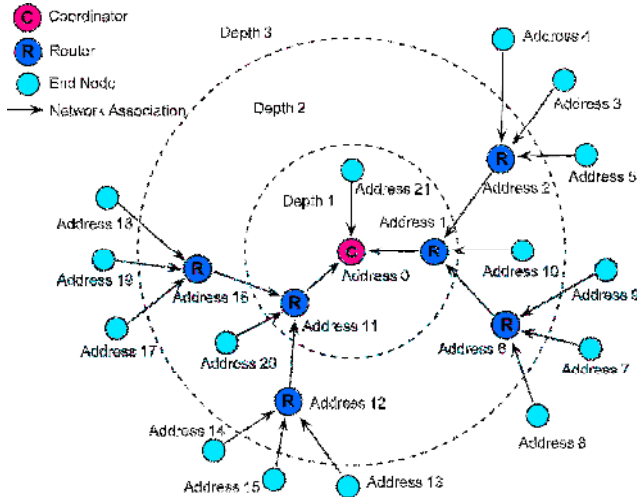 C Coordinator
R Router
End Node
Network Association
Depth 3
Depth 2
Depth 1
Address 4
Address 3
R
Address 2
Address 5
Address 21
Address 1
C
Address 0
R
Address 10
Address 18
Address 19
R
Address 16
Address 17
R
Address 11
Address 20
Address 9
R
Address 6
Address 7
Address 8
R
Address 12
Address 14
Address 15
Address 13